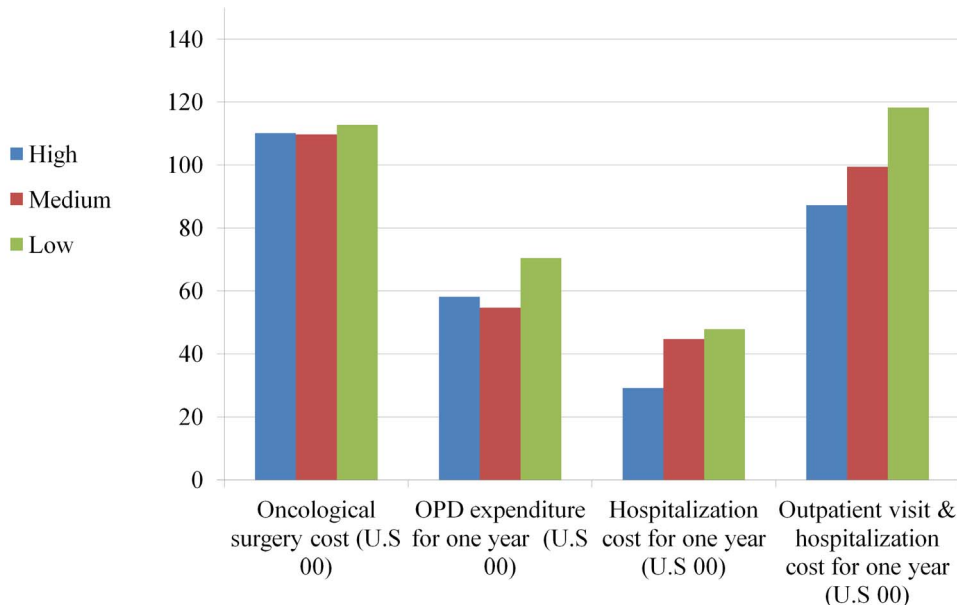 140
120
100
80
60
40
20
0
High
Medium
Low
Oncological
surgery cost (U.S
00)
OPD expenditure
for one year (U.S
00)
Hospitalization
cost for one year
(U.S 00)
Outpatient visit &
hospitalization
cost for one year
(U.S 00)